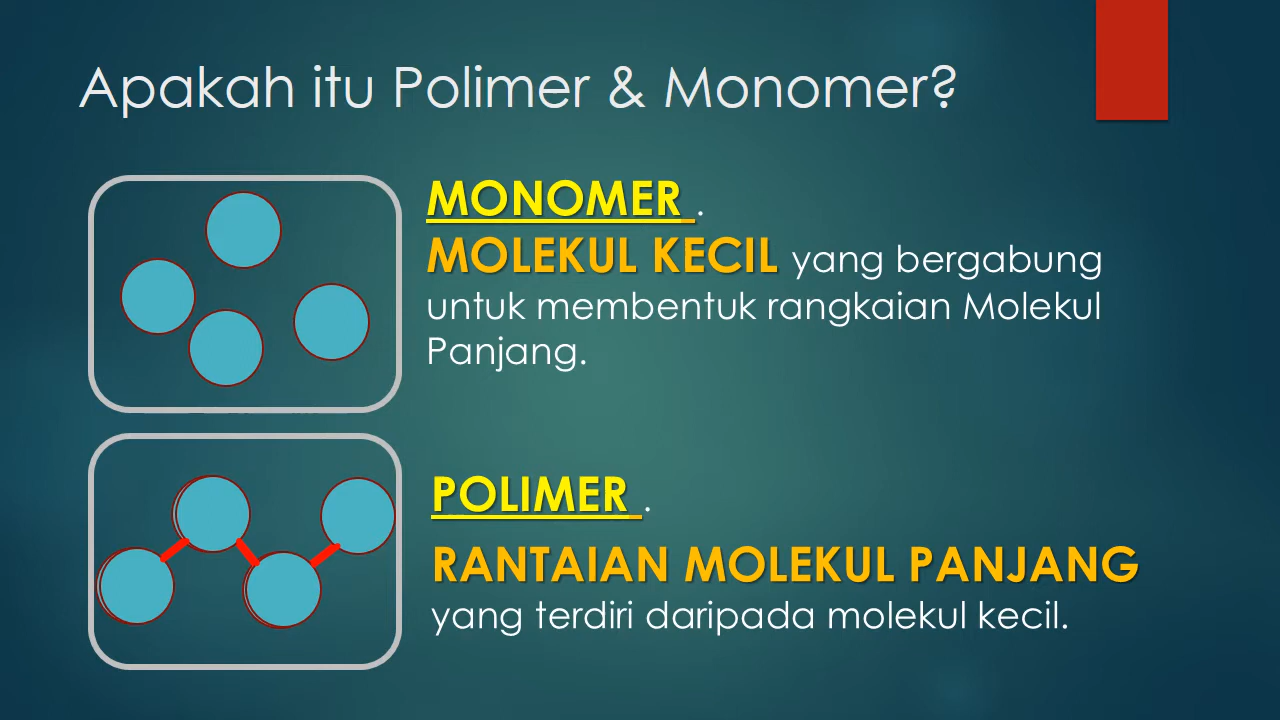 Apakah itu Polimer & Monomer?
MONOMER .
MOLEKUL KECIL yang bergabung
untuk membentuk rangkaian Molekul
Panjang.
POLIMER .
RANTAIAN MOLEKUL PANJANG
yang terdiri daripada molekul kecil.